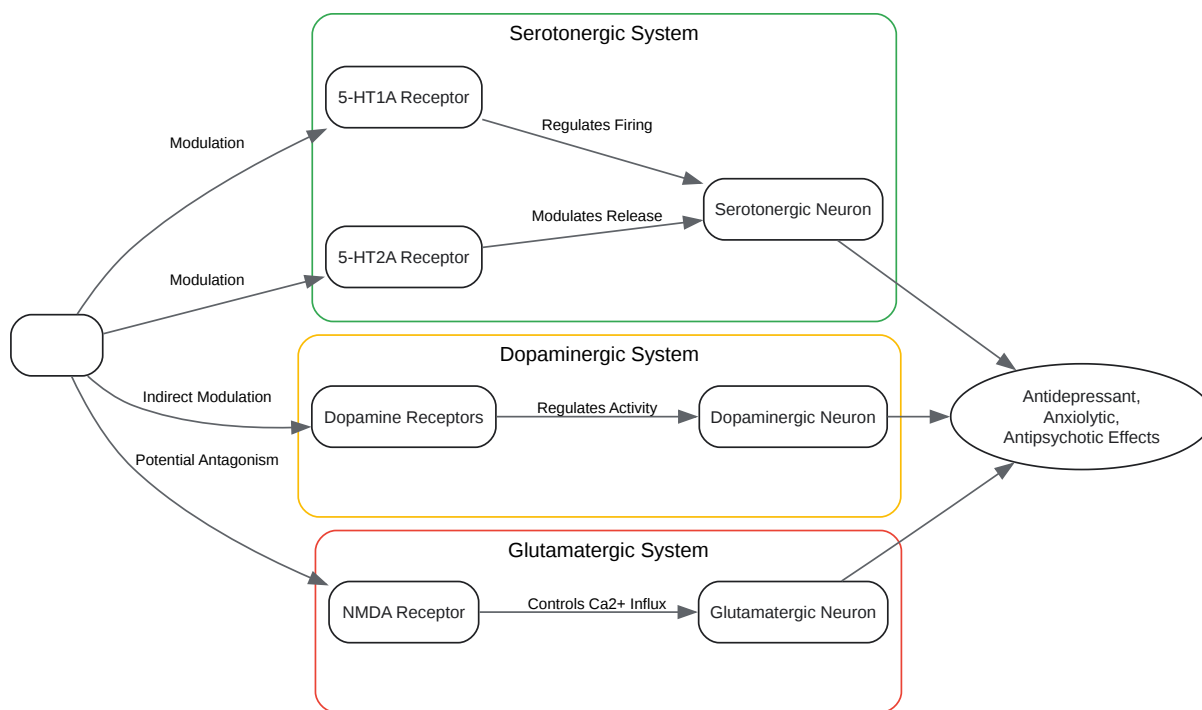 Serotonergic System
5-HT1A Receptor
Regulates Firing
Modulation
Serotonergic Neuron
Modulates Release
5-HT2A Receptor
Modulation
Dopaminergic System
Indirect Modulation
Dopamine Receptors
Regulates Activity
Dopaminergic Neuron
Antidepressant,
Anxiolytic,
Antipsychotic Effects
Potential Antagonism
Glutamatergic System
NMDA Receptor
Controls Ca2+ Influx
Glutamatergic Neuron